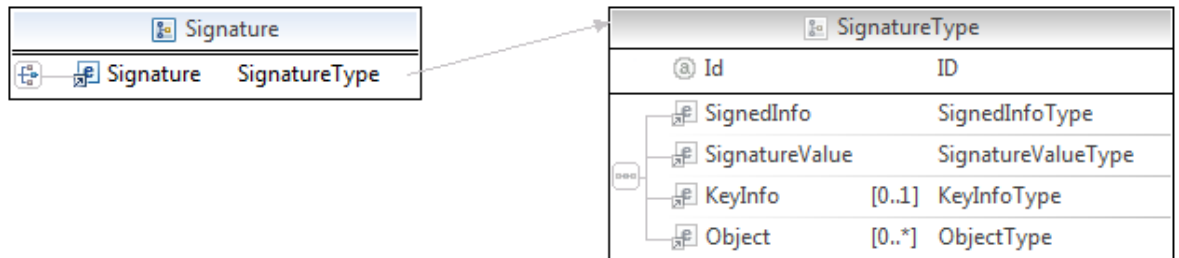 Signature
Signature SignatureType
SignatureType
Id ID
SignedInfo SignedInfoType
SignatureValue SignatureValueType
KeyInfo [0..1] KeyInfoType
Object [0..*] ObjectType